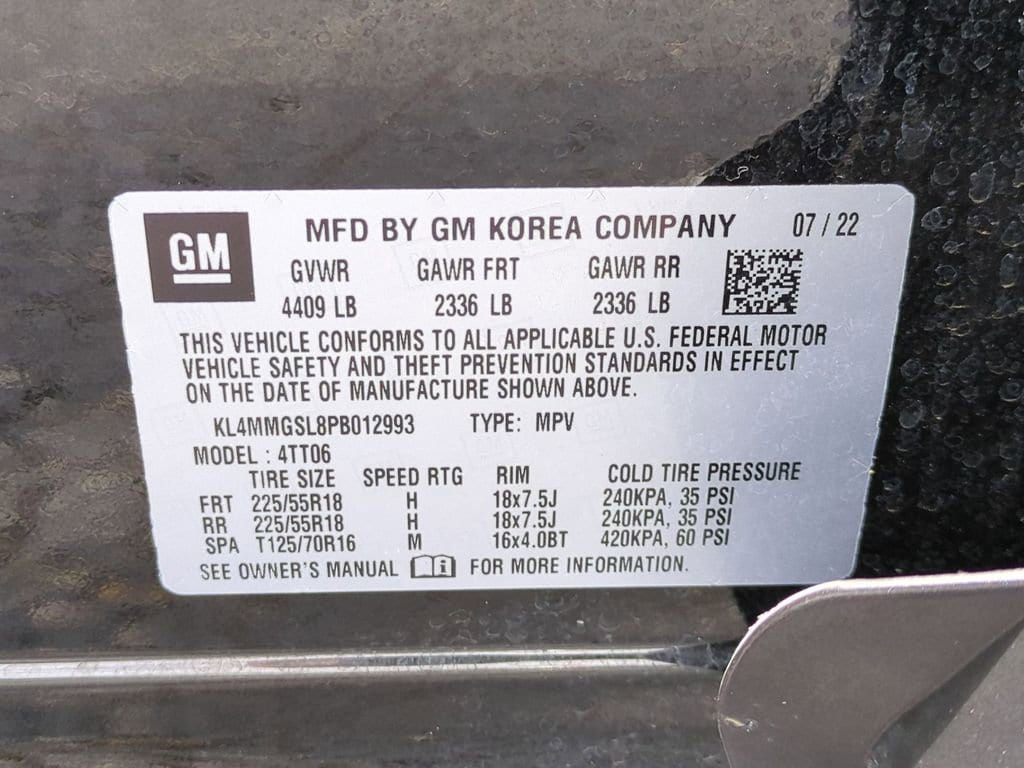 GM MFD BY GM KOREA COMPANY 07 / 22
GVWR GAWR FRT GAWR RR
4409 LB 2336 LB 2336 LB
THIS VEHICLE CONFORMS TO ALL APPLICABLE U.S. FEDERAL MOTOR
VEHICLE SAFETY AND THEFT PREVENTION STANDARDS IN EFFECT
ON THE DATE OF MANUFACTURE SHOWN ABOVE.
KL4MMGSL8PB012993 TYPE: MPV
MODEL : 4TT06
TIRE SIZE SPEED RTG RIM COLD TIRE PRESSURE
FRT 225/55R18 H 18x7.5J 240KPA, 35 PSI
RR 225/55R18 H 18x7.5J 240KPA, 35 PSI
SPA T125/70R16 M 16x4.0BT 420KPA, 60 PSI
SEE OWNER'S MANUAL i FOR MORE INFORMATION.